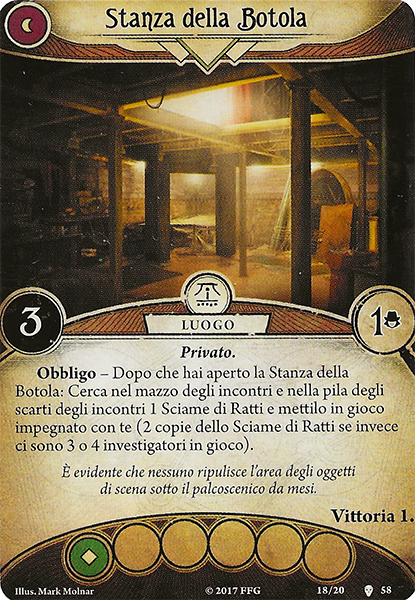 Stanza della Botola
3
1
LUOGO
Privato.
Obbligo – Dopo che hai aperto la Stanza della
Botola: Cerca nel mazzo degli incontri e nella pila degli
scarti degli incontri 1 Sciame di Ratti e mettilo in gioco
impegnato con te (2 copie dello Sciame di Ratti se invece
ci sono 3 o 4 investigatori in gioco).
È evidente che nessuno ripulisce l'area degli oggetti
di scena sotto il palcoscenico da mesi.
Vittoria 1.
Illus. Mark Molnar © 2017 FFG 18/20 58